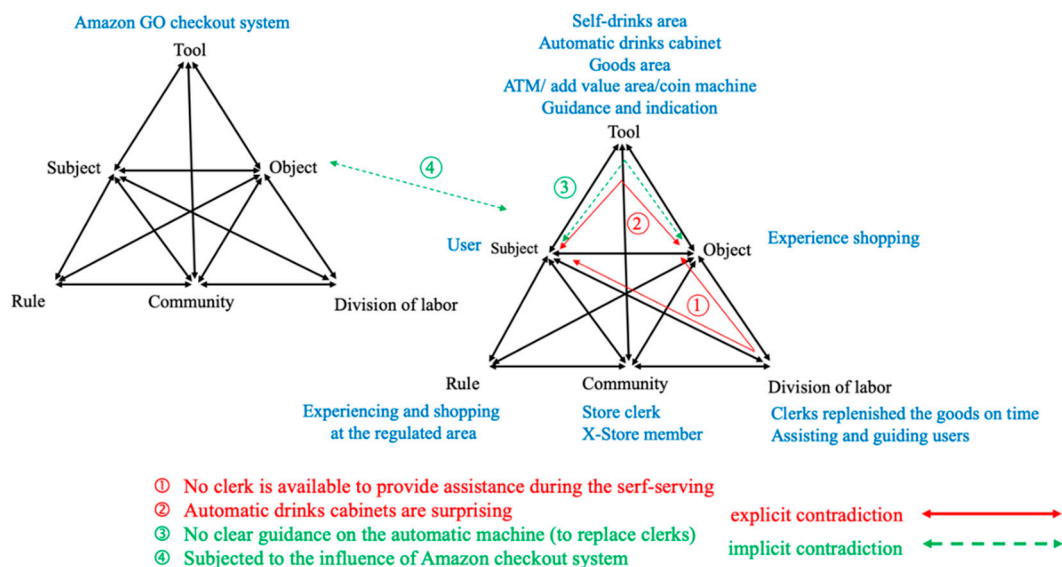 Amazon GO checkout system
Tool
Subject
Object
Rule
Community
Division of labor
④
Self-drinks area
Automatic drinks cabinet
Goods area
ATM/ add value area/coin machine
Guidance and indication
Tool
③
②
User
Subject
Object
Experience shopping
①
Rule
Community
Division of labor
Experiencing and shopping
at the regulated area
Store clerk
X-Store member
Clerks replenished the goods on time
Assisting and guiding users
① No clerk is available to provide assistance during the serf-serving
② Automatic drinks cabinets are surprising
③ No clear guidance on the automatic machine (to replace clerks)
④ Subjected to the influence of Amazon checkout system
explicit contradiction
implicit contradiction